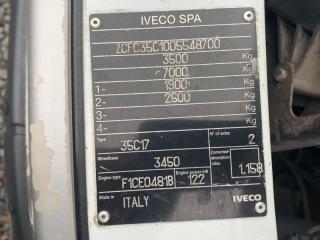 IVECO SPA
ZCFC35C1005548700
3500 Kg
7000 Kg
1- 1900 Kg
2- 2600 Kg
3- Kg
4- Kg
Type 35C17 N° of axles 2
Wheelbase 3450 Corrected absorption value 1.158
Engine type F1CE0481B Engine power kW 122
Made in ITALY IVECO